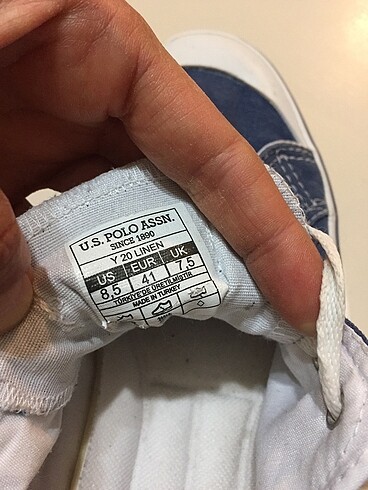 U.S. POLO ASSN.
SINCE 1890
Y 20 LINEN
US EUR UK
8,5 41 7,5
TÜRKİYE'DE ÜRETİLMİŞTİR
MADE IN TURKEY